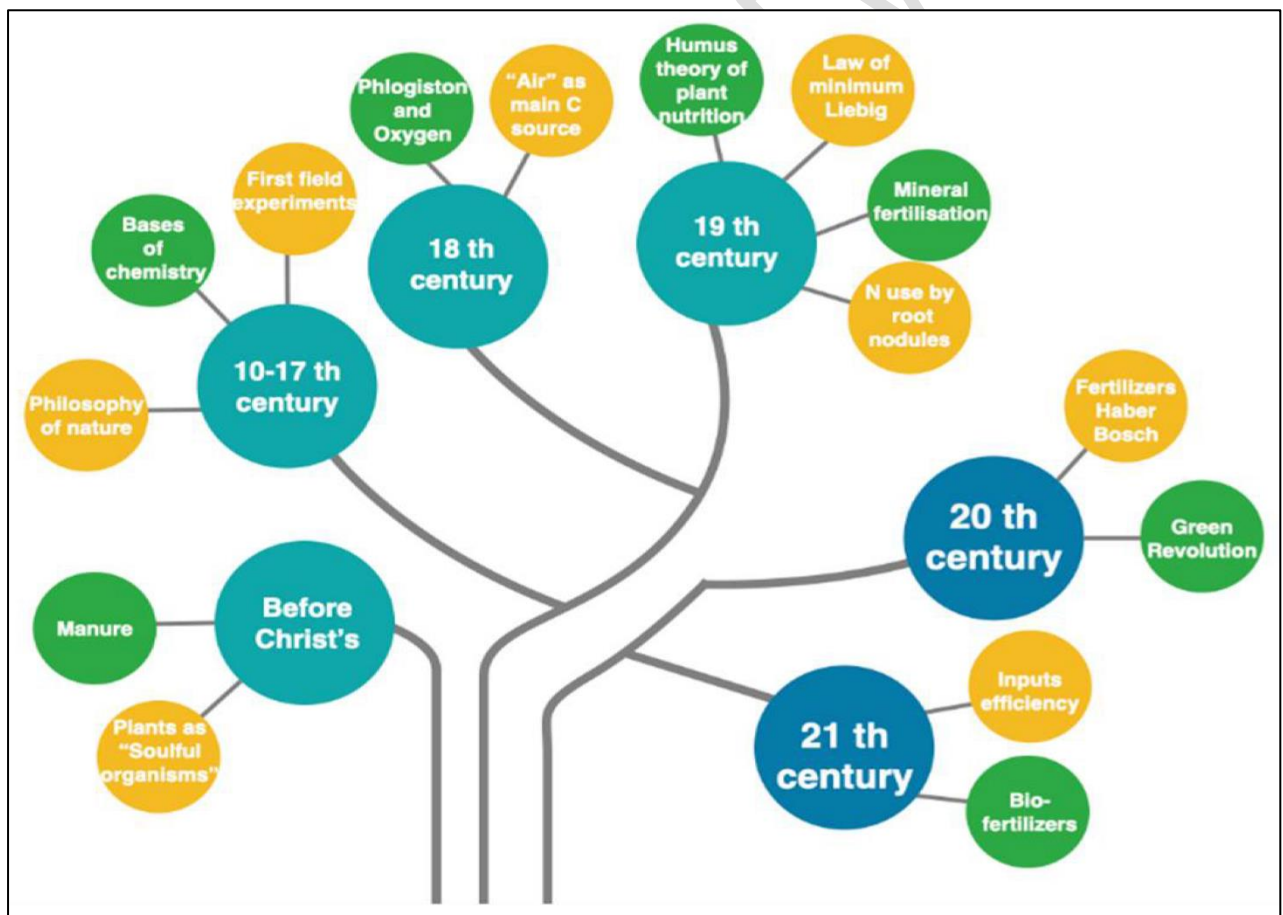 Phlogiston
and
Oxygen
"Air" as
main C
source
18 th
century
Humus
theory of
plant
nutrition
Law of
minimum
Liebig
Mineral
fertilisation
N use by
root
nodules
19 th
century
First field
experiments
Bases
of
chemistry
Philosophy
of nature
10-17 th
century
Manure
Plants as
"Soulful
organisms"
Before
Christ's
Fertilizers
Haber
Bosch
Green
Revolution
20 th
century
Inputs
efficiency
Bio-
fertilizers
21 th
century